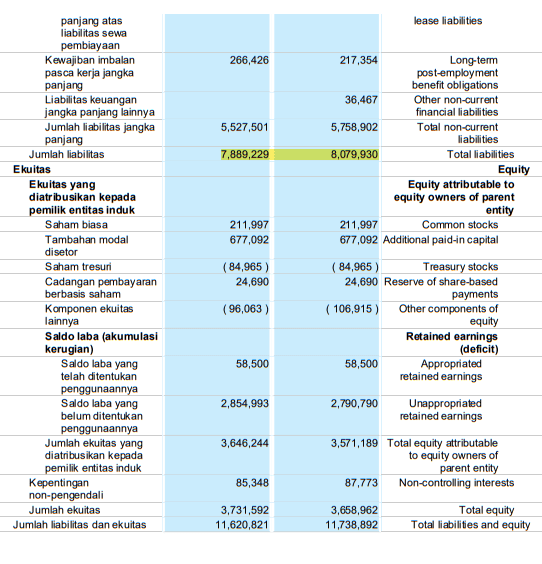 panjang atas lease liabilities
liabilitas sewa
pembiayaan
Kewajiban imbalan 266,426 217,354 Long-term
pasca kerja jangka post-employment
panjang benefit obligations
Liabilitas keuangan 36,467 Other non-current
jangka panjang lainnya financial liabilities
Jumlah liabilitas jangka 5,527,501 5,758,902 Total non-current
panjang liabilities
Jumlah liabilitas 7,889,229 8,079,930 Total liabilities
Ekuitas Equity
Ekuitas yang Equity attributable to
diatribusikan kepada equity owners of parent
pemilik entitas induk entity
Saham biasa 211,997 211,997 Common stocks
Tambahan modal 677,092 677,092 Additional paid-in capital
disetor
Saham tresuri ( 84,965 ) ( 84,965 ) Treasury stocks
Cadangan pembayaran 24,690 24,690 Reserve of share-based
berbasis saham payments
Komponen ekuitas ( 96,063 ) ( 106,915 ) Other components of
lainnya equity
Saldo laba (akumulasi Retained earnings
kerugian) (deficit)
Saldo laba yang 58,500 58,500 Appropriated
telah ditentukan retained earnings
penggunaannya
Saldo laba yang 2,854,993 2,790,790 Unappropriated
belum ditentukan retained earnings
penggunaannya
Jumlah ekuitas yang 3,646,244 3,571,189 Total equity attributable
diatribusikan kepada to equity owners of
pemilik entitas induk parent entity
Kepentingan 85,348 87,773 Non-controlling interests
non-pengendali
Jumlah ekuitas 3,731,592 3,658,962 Total equity
Jumlah liabilitas dan ekuitas 11,620,821 11,738,892 Total liabilities and equity